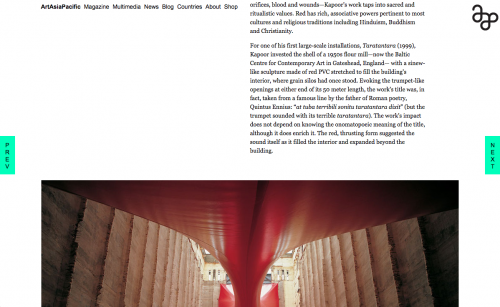 ArtAsiaPacific Magazine Multimedia News Blog Countries About Shop
orifices, blood and wounds—Kapoor's work taps into sacred and
ritualistic values. Red has rich, associative powers pertinent to most
cultures and religious traditions including Hinduism, Buddhism
and Christianity.
For one of his first large-scale installations, Taratantara (1999),
Kapoor invested the shell of a 1950s flour mill—now the Baltic
Centre for Contemporary Art in Gateshead, England— with a sinew-
like sculpture made of red PVC stretched to fill the building's
interior, where grain silos had once stood. Evoking the trumpet-like
openings at either end of its 50 meter length, the work's title was, in
fact, taken from a famous line by the father of Roman poetry,
Quintus Ennius: "at tuba terribili sonitu taratantara dixit" (but the
trumpet sounded with its terrible taratantara). The work's impact
does not depend on knowing the onomatopoeic meaning of the title,
although it does enrich it. The red, thrusting form suggested the
sound itself as it filled the interior and expanded beyond the
building.
PREV
NEXT